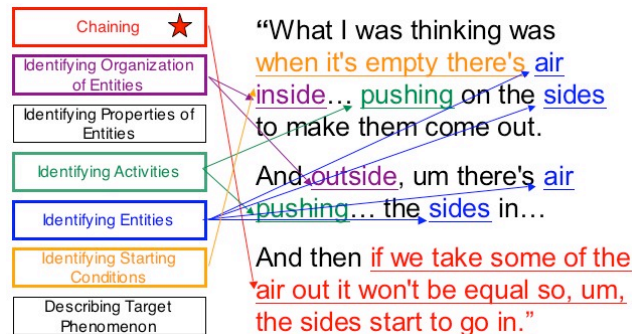 Chaining
Identifying Organization
of Entities
Identifying Properties of
Entities
Identifying Activities
Identifying Entities
Identifying Starting
Conditions
Describing Target
Phenomenon
“What I was thinking was
when it's empty there's air
inside... pushing on the sides
to make them come out.
And outside, um there's air
pushing... the sides in...
And then if we take some of the
air out it won't be equal so, um,
the sides start to go in.”